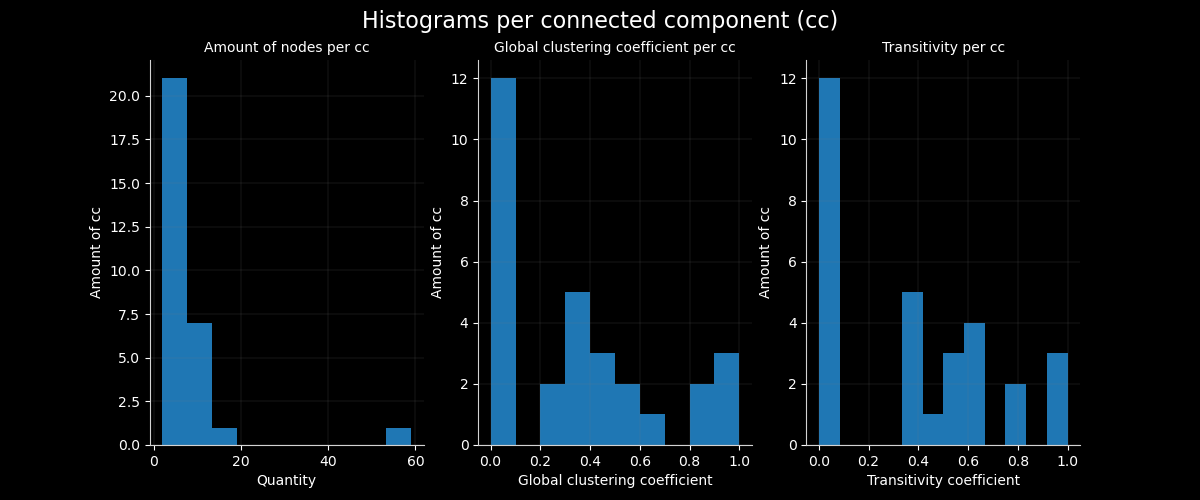 Histograms per connected component (cc)
Amount of nodes per cc
Amount of cc
20.0
17.5
15.0
12.5
10.0
7.5
5.0
2.5
0.0
0 20 40 60
Quantity
Global clustering coefficient per cc
Amount of cc
12
10
8
6
4
2
0
0.0 0.2 0.4 0.6 0.8 1.0
Global clustering coefficient
Transitivity per cc
Amount of cc
12
10
8
6
4
2
0
0.0 0.2 0.4 0.6 0.8 1.0
Transitivity coefficient